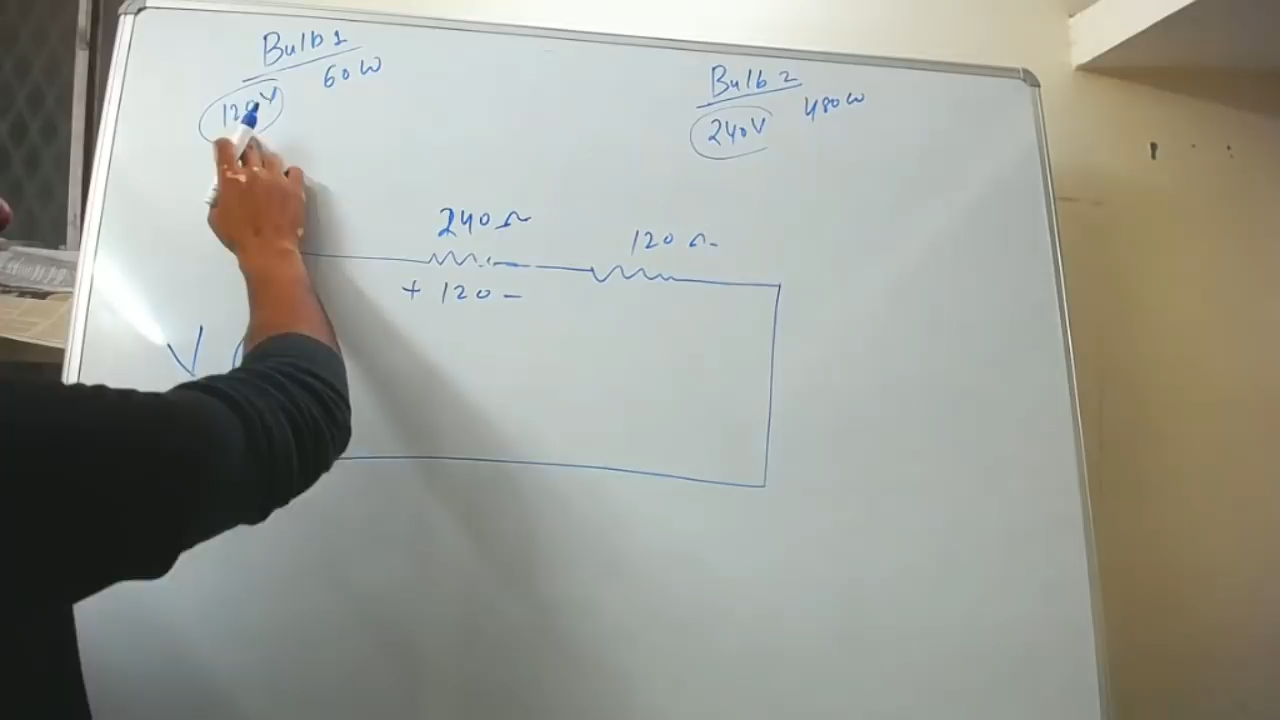 Bulb 1
60W
120V
Bulb 2
480W
240V
240Ω
120Ω
+ 120 -
V